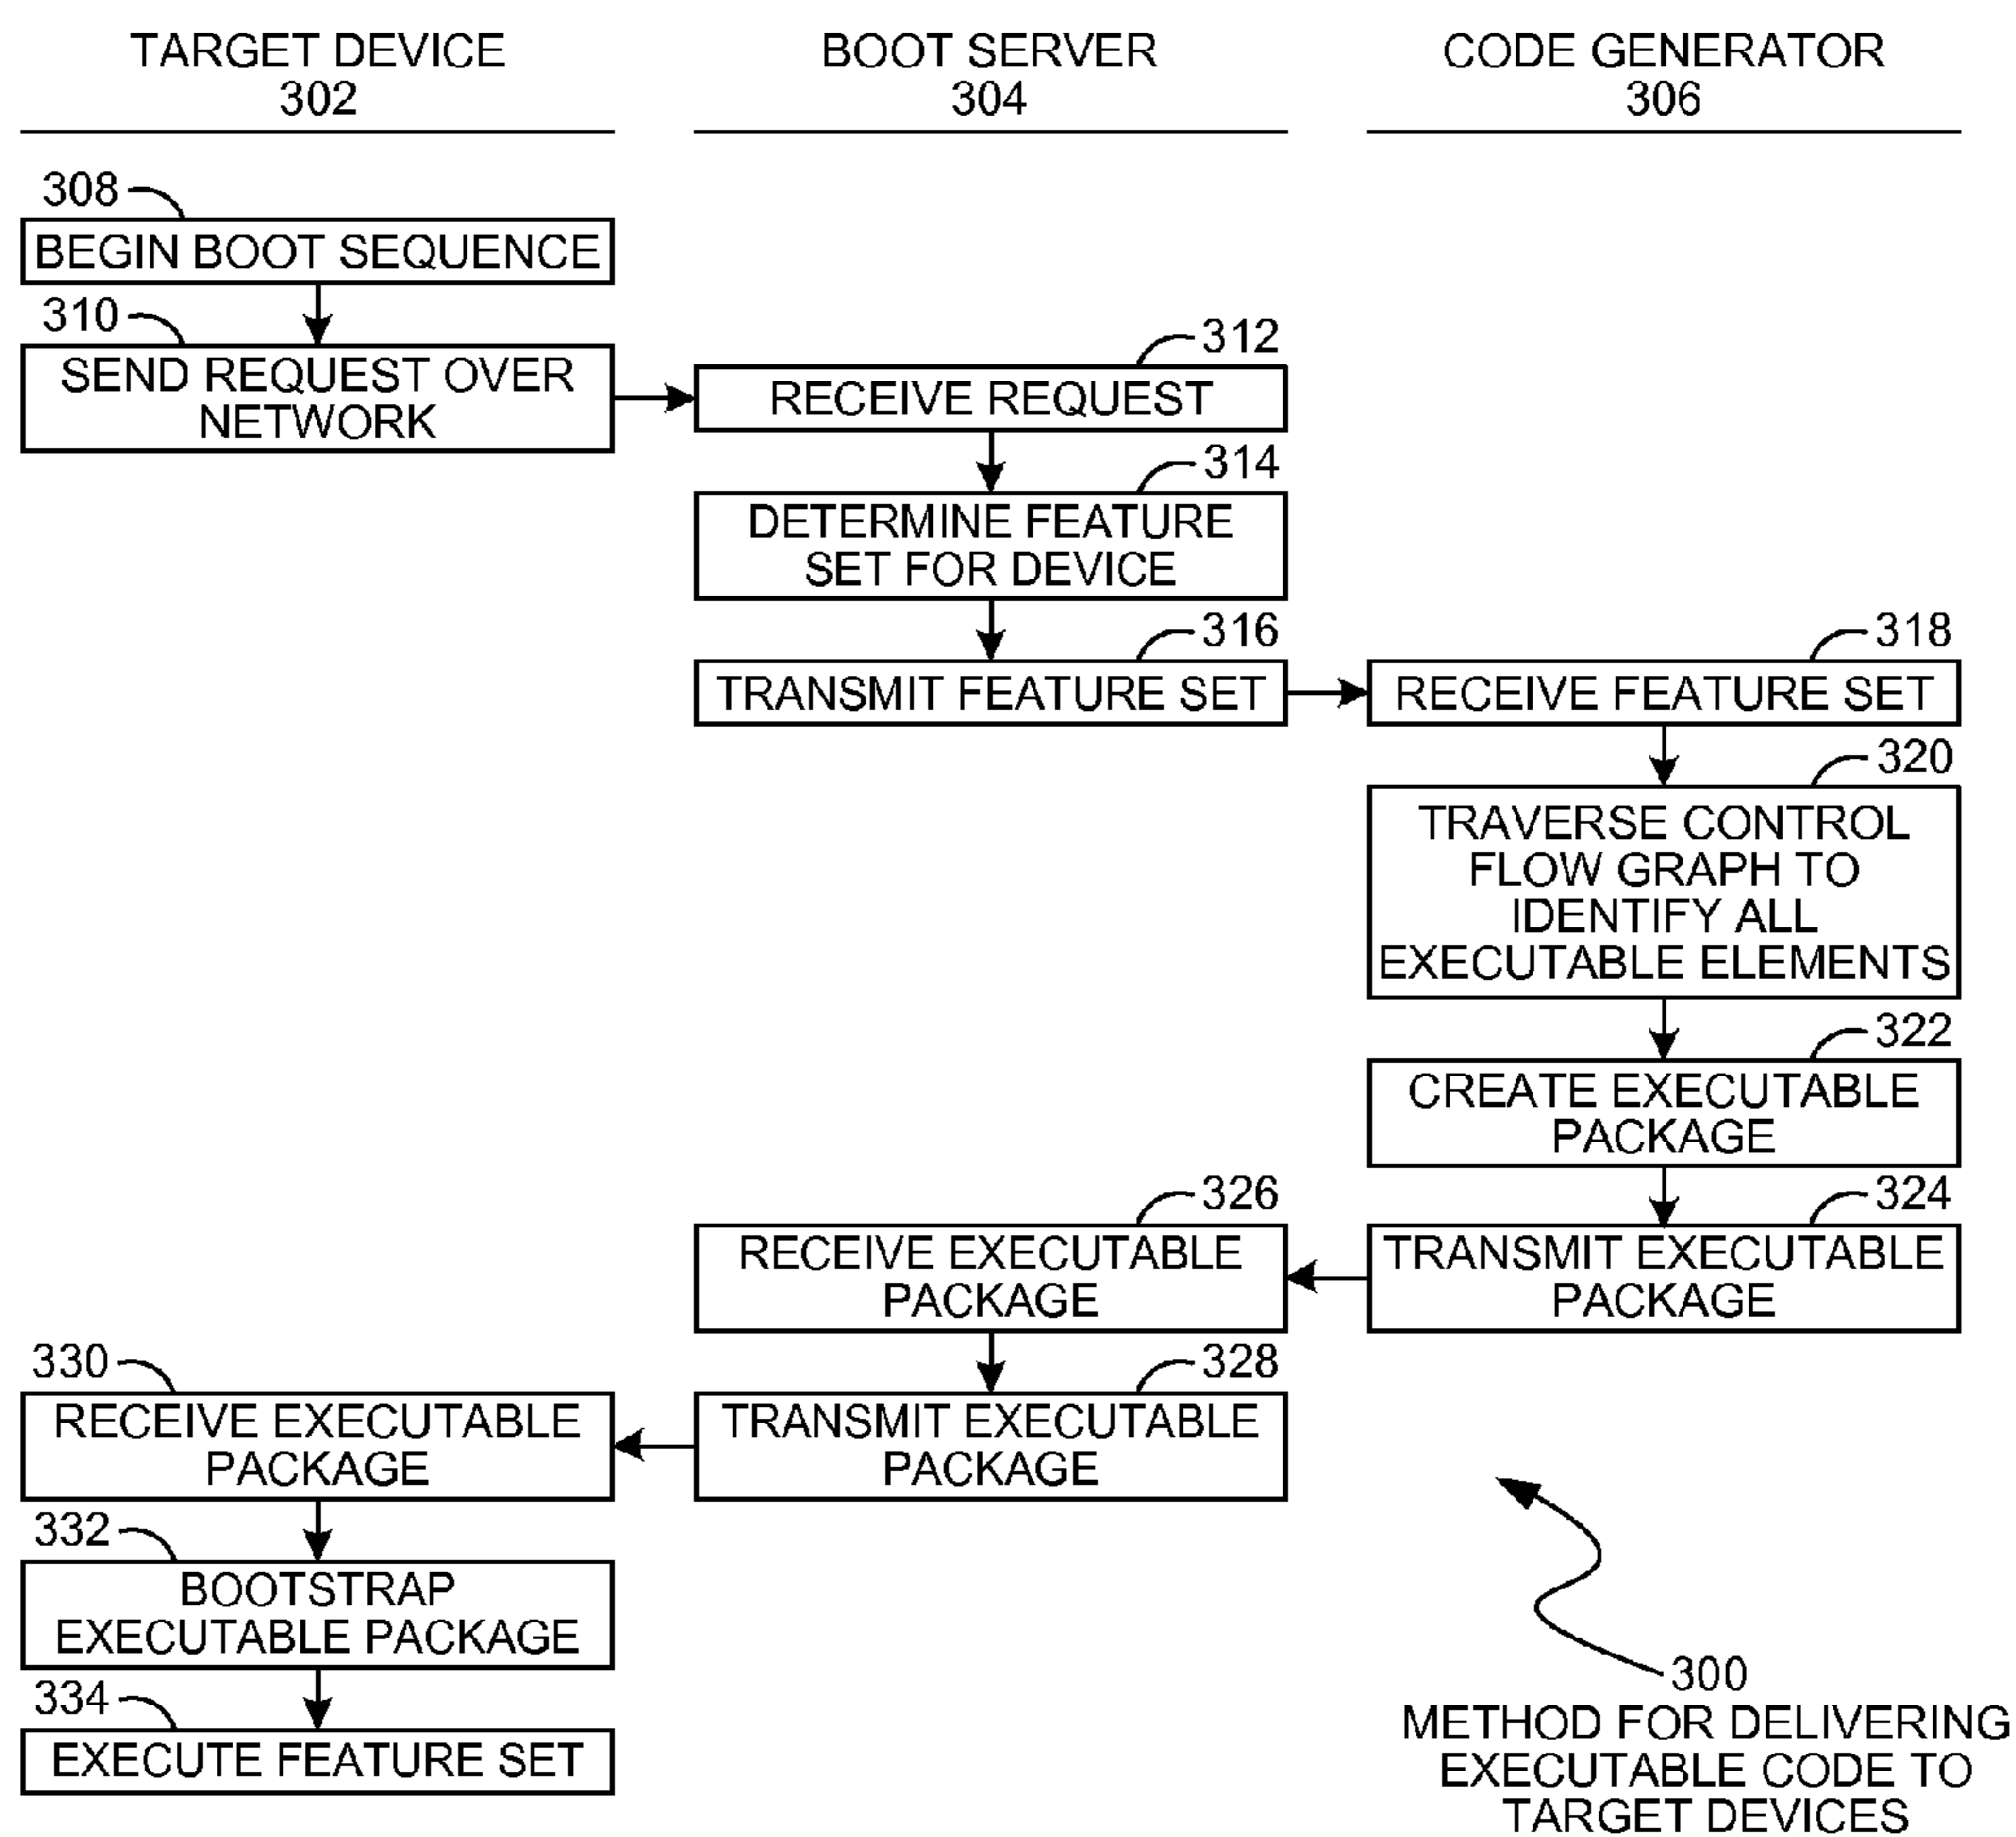 TARGET DEVICE
302
BOOT SERVER
304
CODE GENERATOR
306
308
BEGIN BOOT SEQUENCE
310
SEND REQUEST OVER
NETWORK
312
RECEIVE REQUEST
314
DETERMINE FEATURE
SET FOR DEVICE
316
TRANSMIT FEATURE SET
318
RECEIVE FEATURE SET
320
TRAVERSE CONTROL
FLOW GRAPH TO
IDENTIFY ALL
EXECUTABLE ELEMENTS
322
CREATE EXECUTABLE
PACKAGE
324
TRANSMIT EXECUTABLE
PACKAGE
326
RECEIVE EXECUTABLE
PACKAGE
328
TRANSMIT EXECUTABLE
PACKAGE
330
RECEIVE EXECUTABLE
PACKAGE
332
BOOTSTRAP
EXECUTABLE PACKAGE
334
EXECUTE FEATURE SET
300
METHOD FOR DELIVERING
EXECUTABLE CODE TO
TARGET DEVICES